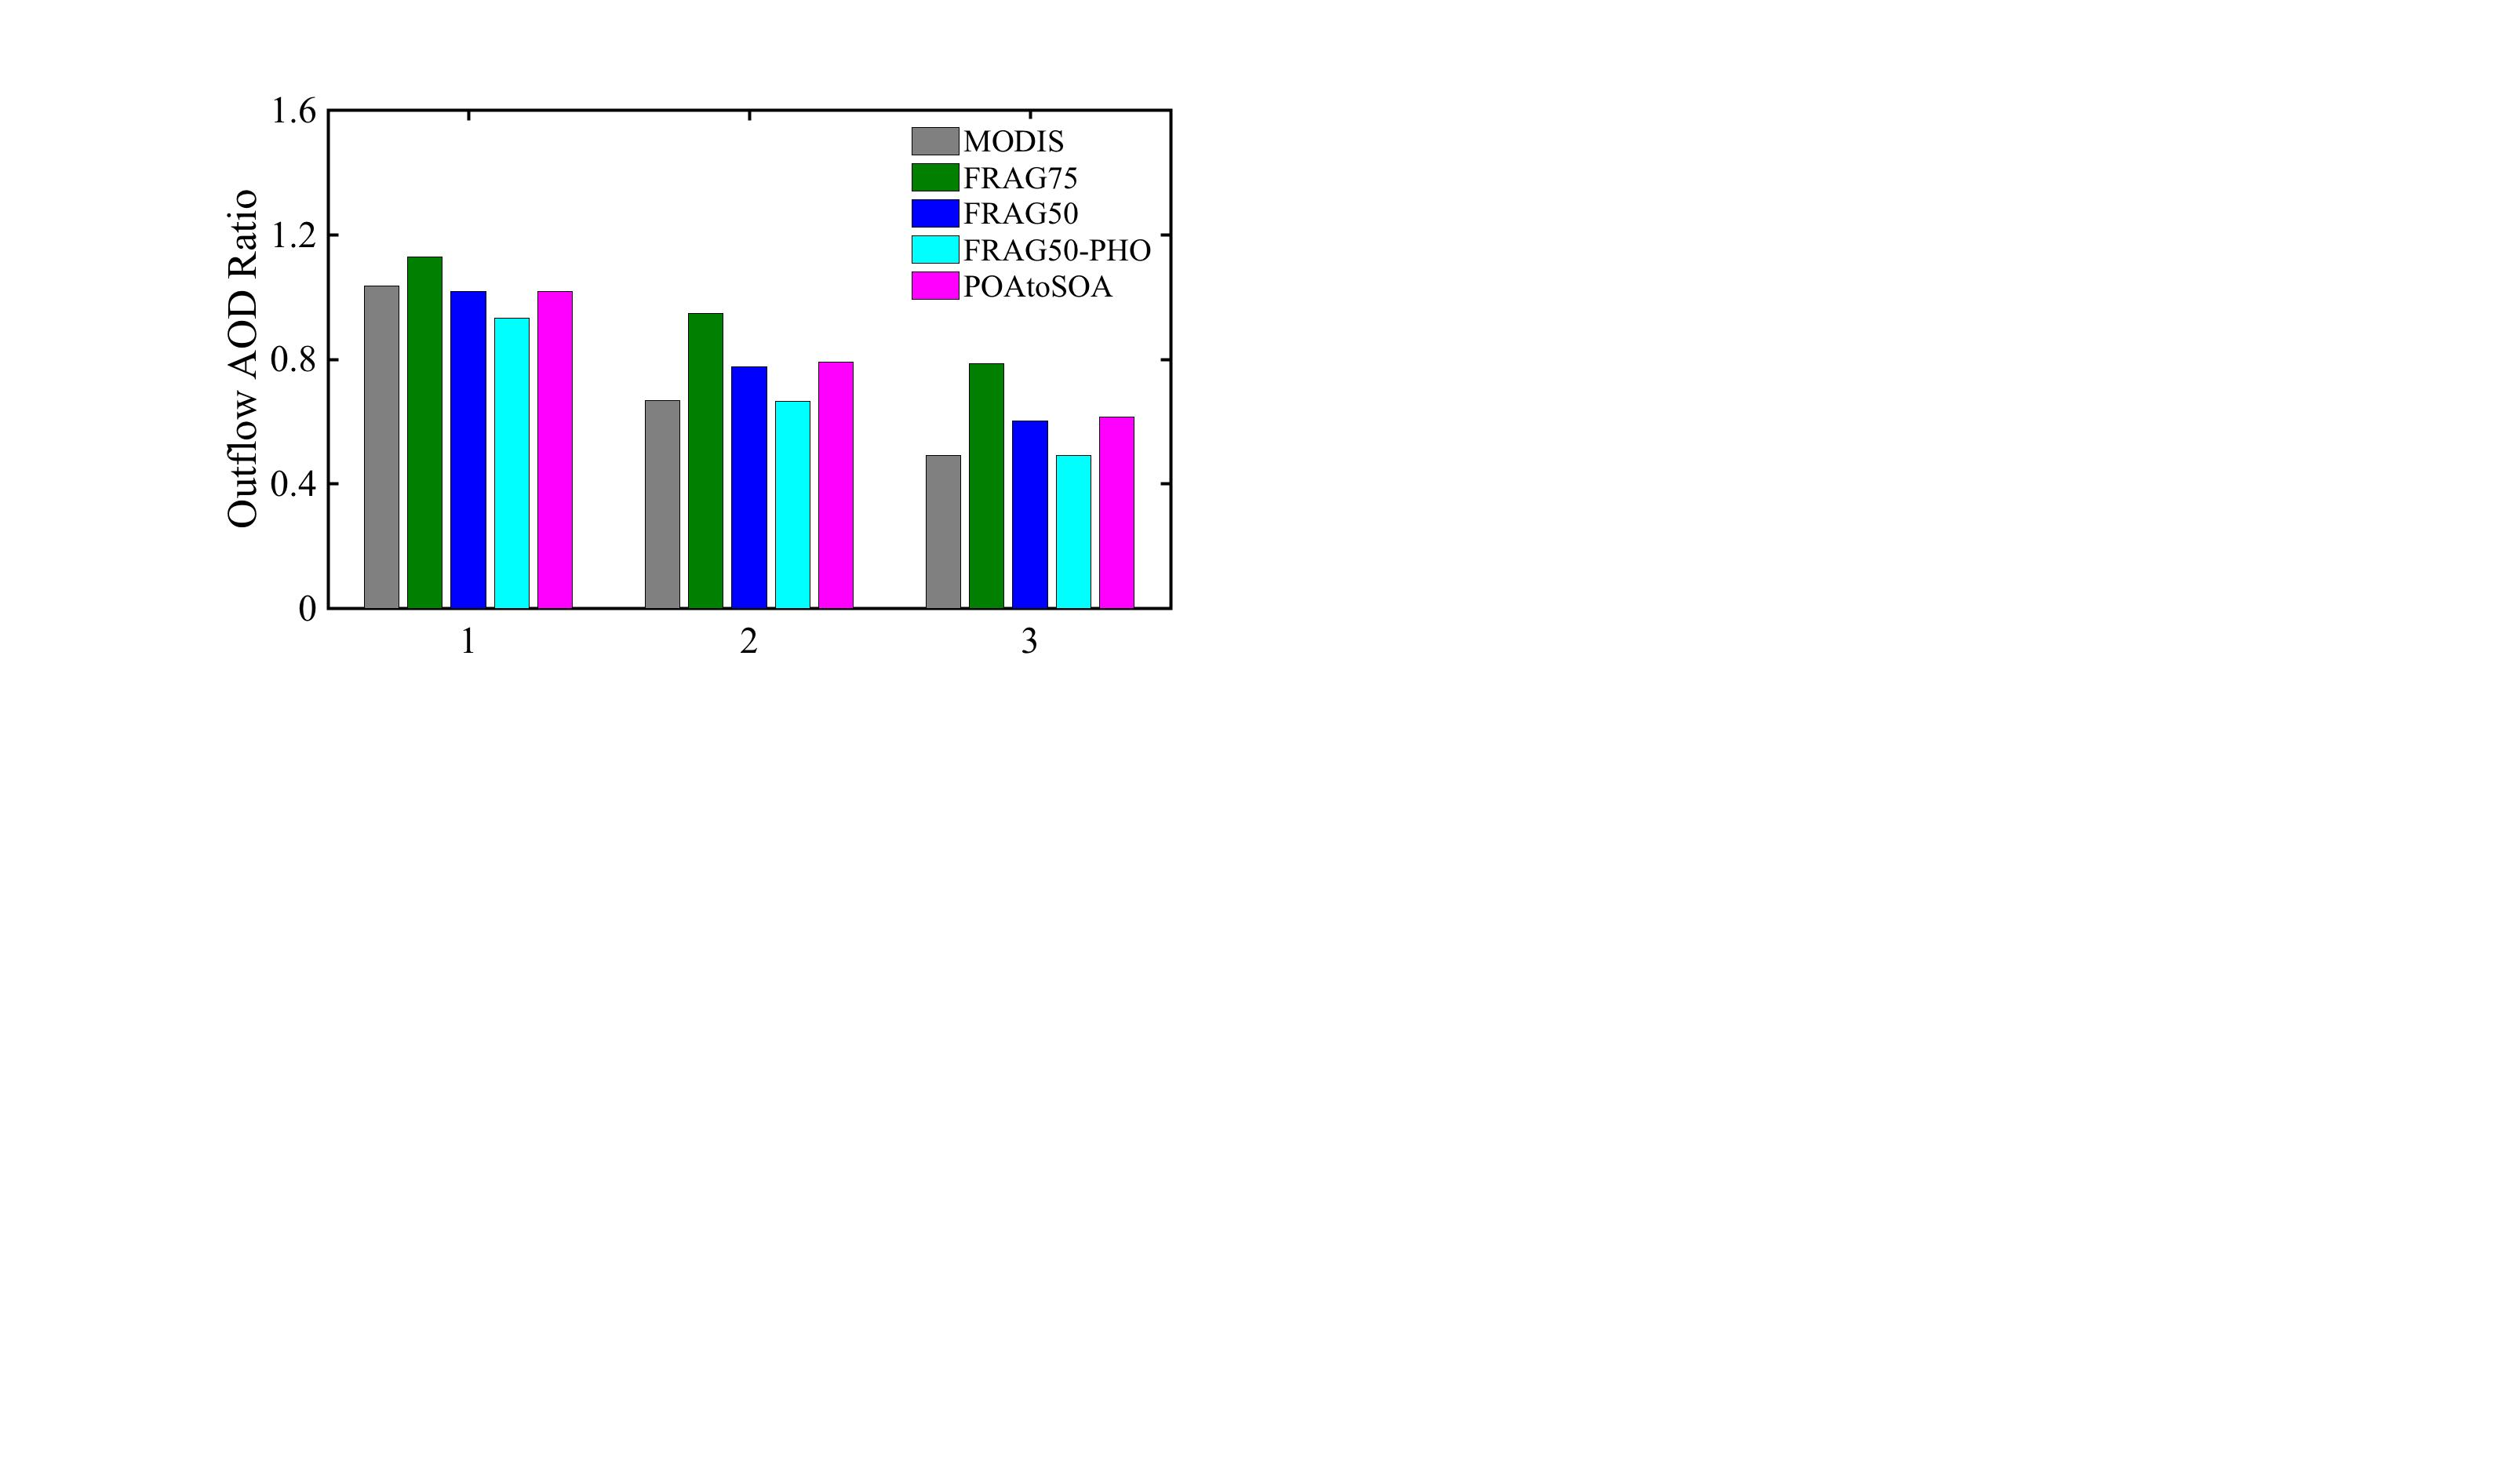 Outflow AOD Ratio
1.6
1.2
0.8
0.4
0
MODIS
FRAG75
FRAG50
FRAG50-PHO
POAtoSOA
1
2
3